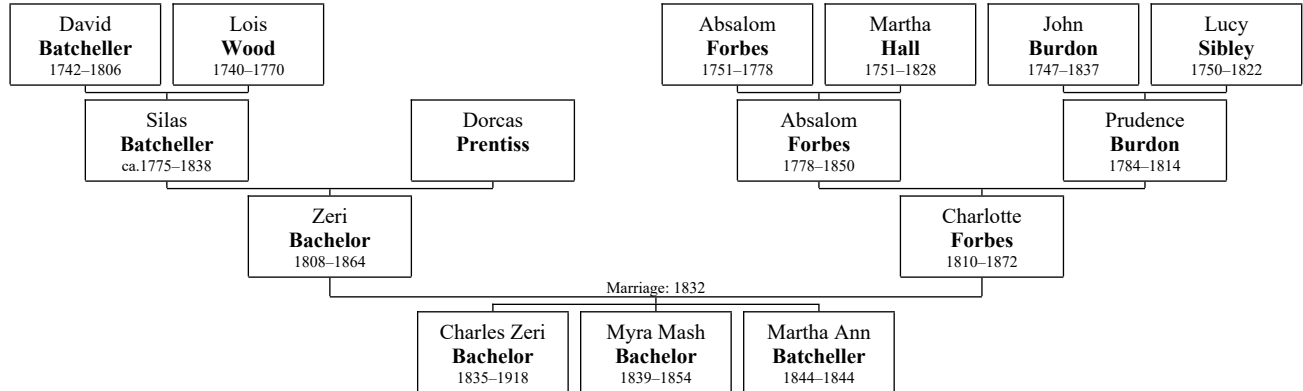 David
Batcheller
1742–1806
Lois
Wood
1740–1770
Absalom
Forbes
1751–1778
Martha
Hall
1751–1828
John
Burdon
1747–1837
Lucy
Sibley
1750–1822
Silas
Batcheller
ca.1775–1838
Dorcas
Prentiss
Absalom
Forbes
1778–1850
Prudence
Burdon
1784–1814
Zeri
Bachelor
1808–1864
Charlotte
Forbes
1810–1872
Marriage: 1832
Charles Zeri
Bachelor
1835–1918
Myra Mash
Bachelor
1839–1854
Martha Ann
Batcheller
1844–1844